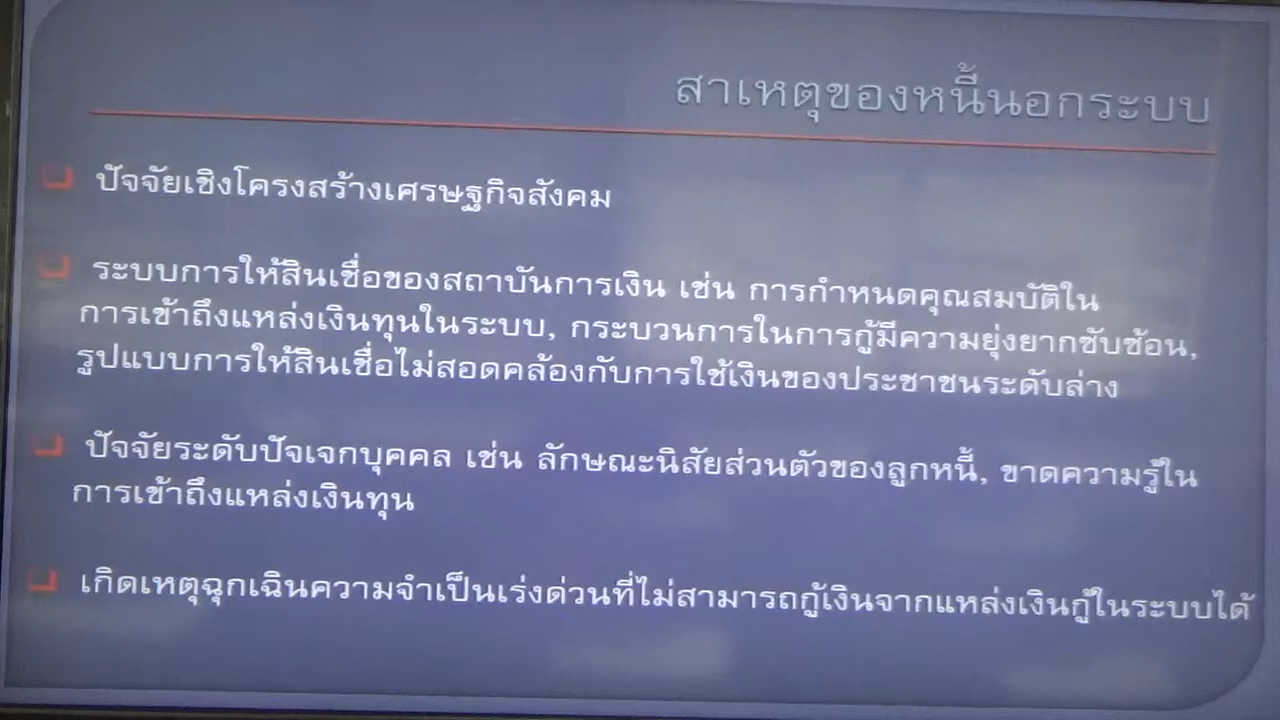 สาเหตุของหนี้นอกระบบ
ปัจจัยเชิงโครงสร้างเศรษฐกิจสังคม
ระบบการให้สินเชื่อของสถาบันการเงิน เช่น การกำหนดคุณสมบัติใน
การเข้าถึงแหล่งเงินทุนในระบบ, กระบวนการในการกู้มีความยุ่งยากซับซ้อน,
รูปแบบการให้สินเชื่อไม่สอดคล้องกับการใช้เงินของประชาชนระดับล่าง
ปัจจัยระดับปัจเจกบุคคล เช่น ลักษณะนิสัยส่วนตัวของลูกหนี้, ขาดความรู้ใน
การเข้าถึงแหล่งเงินทุน
เกิดเหตุฉุกเฉินความจำเป็นเร่งด่วนที่ไม่สามารถกู้เงินจากแหล่งเงินกู้ในระบบได้